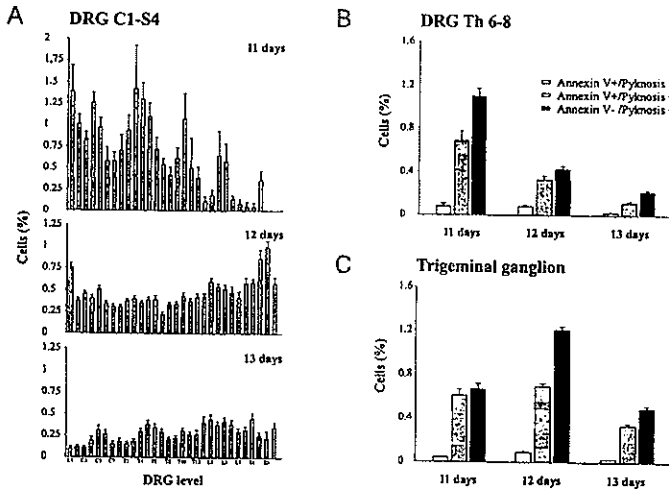 A DRG C1-S4
11 days
2
1.75
1.5
1.25
1
0.75
0.5
0.25
0
12 days
Cells (%)
1
0.75
0.5
0.25
0
13 days
1
0.75
0.5
0.25
0
DRG level
B DRG Th 6-8
1.6
1.2
0.8
0.4
0
Cells (%)
Annexin V+/Pyknosis
Annexin V+/Pyknosis
Annexin V- /Pyknosis
11 days 12 days 13 days
C Trigeminal ganglion
1.6
1.2
0.8
0.4
0
Cells (%)
11 days 12 days 13 days